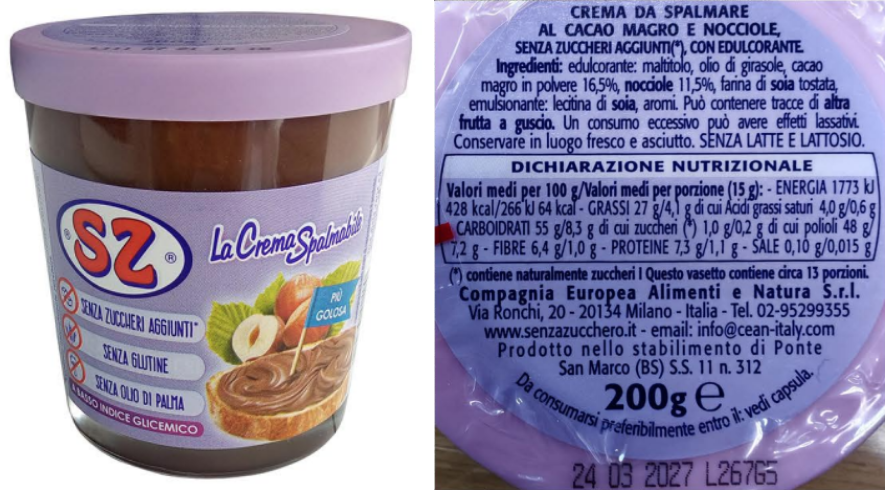 SZ
®
®
La Crema Spalmabile
PIÙ
GOLOSA
SENZA ZUCCHERI AGGIUNTI*
SENZA GLUTINE
SENZA OLIO DI PALMA
BASSO INDICE GLICEMICO
CREMA DA SPALMARE
AL CACAO MAGRO E NOCCIOLE,
SENZA ZUCCHERI AGGIUNTI(*), CON EDULCORANTE.
Ingredienti: edulcorante: maltitolo, olio di girasole, cacao
magro in polvere 16,5%, nocciole 11,5%, farina di soia tostata,
emulsionante: lecitina di soia, aromi. Può contenere tracce di altra
frutta a guscio. Un consumo eccessivo può avere effetti lassativi.
Conservare in luogo fresco e asciutto. SENZA LATTE E LATTOSIO.
DICHIARAZIONE NUTRIZIONALE
Valori medi per 100 g/Valori medi per porzione (15 g): - ENERGIA 1773 kJ
428 kcal/266 kJ 64 kcal - GRASSI 27 g/4,1 g di cui Acidi grassi saturi 4,0 g/0,6 g
CARBOIDRATI 55 g/8,3 g di cui zuccheri (*) 1,0 g/0,2 g di cui polioli 48 g/
7,2 g - FIBRE 6,4 g/1,0 g - PROTEINE 7,3 g/1,1 g - SALE 0,10 g/0,015 g
(*) contiene naturalmente zuccheri I Questo vasetto contiene circa 13 porzioni.
Compagnia Europea Alimenti e Natura S.r.l.
Via Ronchi, 20 - 20134 Milano - Italia - Tel. 02-95299355
www.senzazucchero.it - email: info@cean-italy.com
Prodotto nello stabilimento di Ponte
San Marco (BS) S.S. 11 n. 312
200g e
Da consumarsi preferibilmente entro il: vedi capsula.
24 03 2027 L267G5